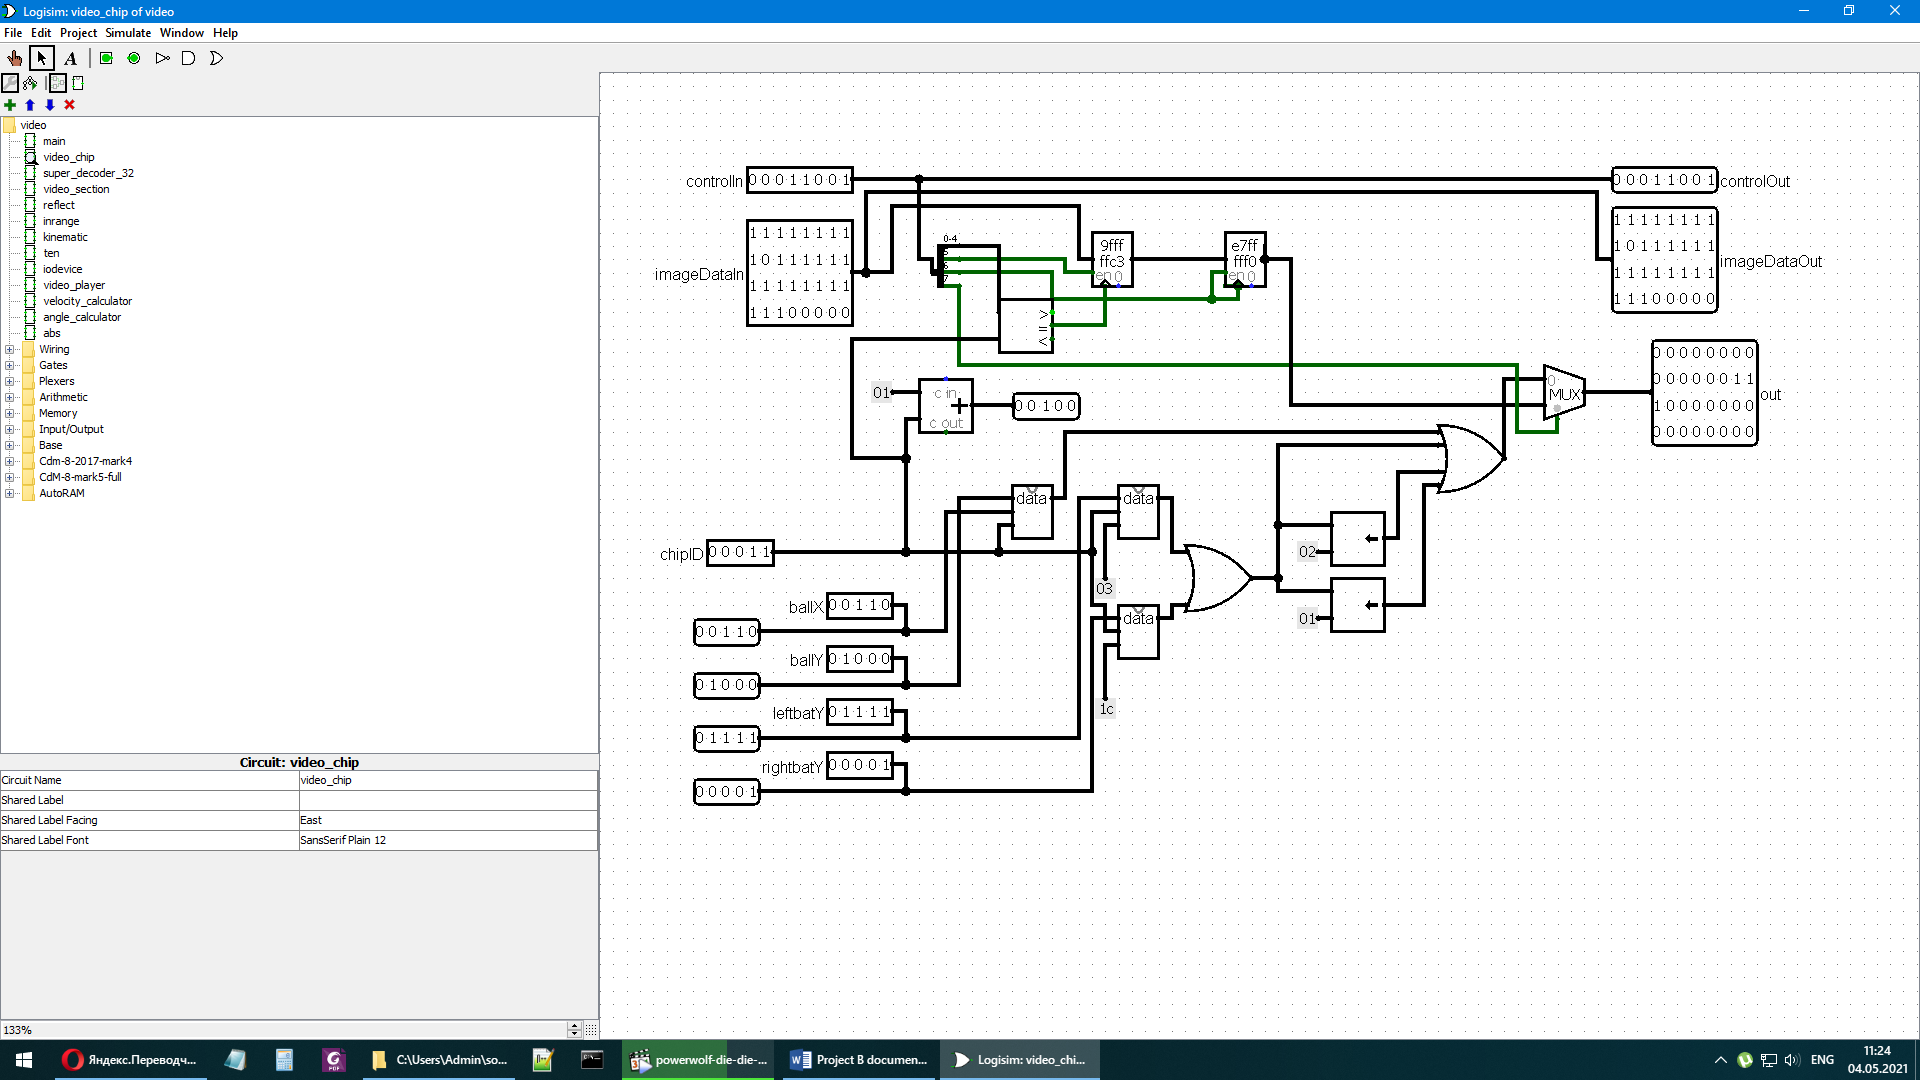 Logisim: video_chip of video
File Edit Project Simulate Window Help
A
video
main
video_chip
super_decoder_32
video_section
reflect
inrange
kinematic
ten
iodevice
video_player
velocity_calculator
angle_calculator
abs
Wiring
Gates
Plexers
Arithmetic
Memory
Input/Output
Base
Cdm-8-2017-mark4
CdM-8-mark5-full
AutoRAM
Circuit: video_chip
Circuit Name video_chip
Shared Label
Shared Label Facing East
Shared Label Font SansSerif Plain 12
133%
controlIn 0 0 0 1 1 0 0 1
0 0 0 1 1 0 0 1 controlOut
imageDataIn
1 1 1 1 1 1 1 1
1 0 1 1 1 1 1 1
1 1 1 1 1 1 1 1
1 1 1 0 0 0 0 0
0-4
5
6
7
9fff
ffc3
en 0
e7ff
fff0
en 0
1 1 1 1 1 1 1 1
1 0 1 1 1 1 1 1
1 1 1 1 1 1 1 1
1 1 1 0 0 0 0 0
imageDataOut
>
=
<
01
c in
+
c out
0 0 1 0 0
0
MUX
0 0 0 0 0 0 0 0
0 0 0 0 0 0 1 1
1 0 0 0 0 0 0 0
0 0 0 0 0 0 0 0
out
data
data
chipID 0 0 0 1 1
02
03
ballX 0 0 1 1 0
data
01
0 0 1 1 0
ballY 0 1 0 0 0
0 1 0 0 0
leftbatY 0 1 1 1 1
1c
0 1 1 1 1
rightbatY 0 0 0 0 1
0 0 0 0 1
Яндекс.Переводч...
C:\Users\Admin\so...
powerwolf-die-die-...
Project B documen...
Logisim: video_chi...
ENG
11:24
04.05.2021